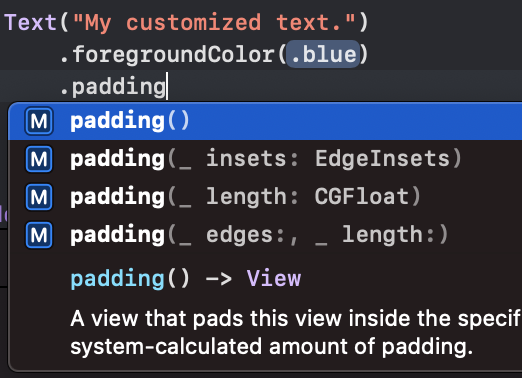 Text("My customized text.")
.foregroundColor(.blue)
.padding
M padding()
M padding(_ insets: EdgeInsets)
M padding(_ length: CGFloat)
M padding(_ edges:, _ length:)
padding() -> View
A view that pads this view inside the
system-calculated amount of padding.